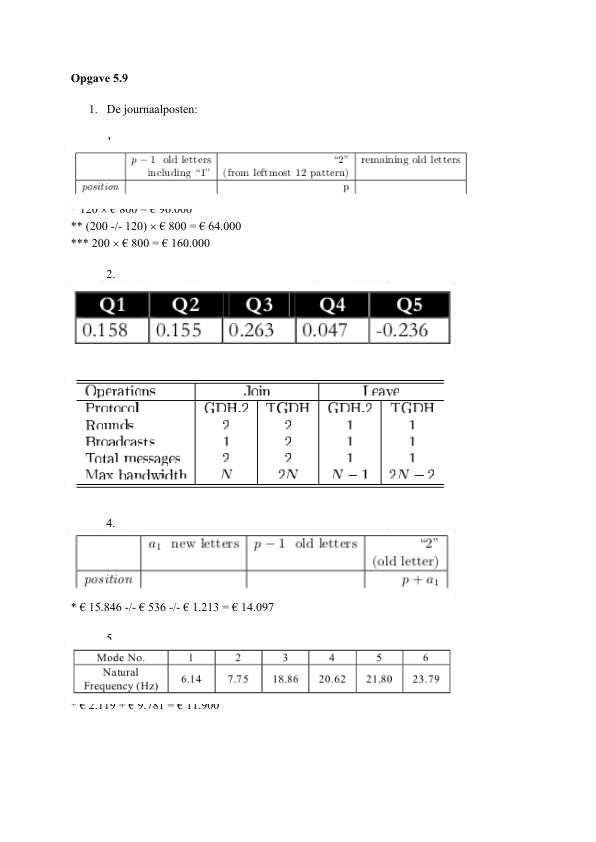 Opgave 5.9
1. De journaalposten:
p − 1 old letters including “1” “2” (from leftmost 12 pattern) remaining old letters
position p
* 120 × € 800 = € 96.000
** (200 -/- 120) × € 800 = € 64.000
*** 200 × € 800 = € 160.000
2.
Q1 Q2 Q3 Q4 Q5
0.158 0.155 0.263 0.047 -0.236
Operations Join Leave
Protocol GDH.2 TGDH GDH.2 TGDH
Rounds 2 2 1 1
Broadcasts 1 2 1 1
Total messages 2 2 1 1
Max bandwidth N 2N N − 1 2N − 2
4.
a₁ new letters p − 1 old letters “2” (old letter)
position p + a₁
* € 15.846 -/- € 536 -/- € 1.213 = € 14.097
5
Mode No. 1 2 3 4 5 6
Natural Frequency (Hz) 6.14 7.75 18.86 20.62 21.80 23.79
* € 2.119 + € 9.781 = € 11.900